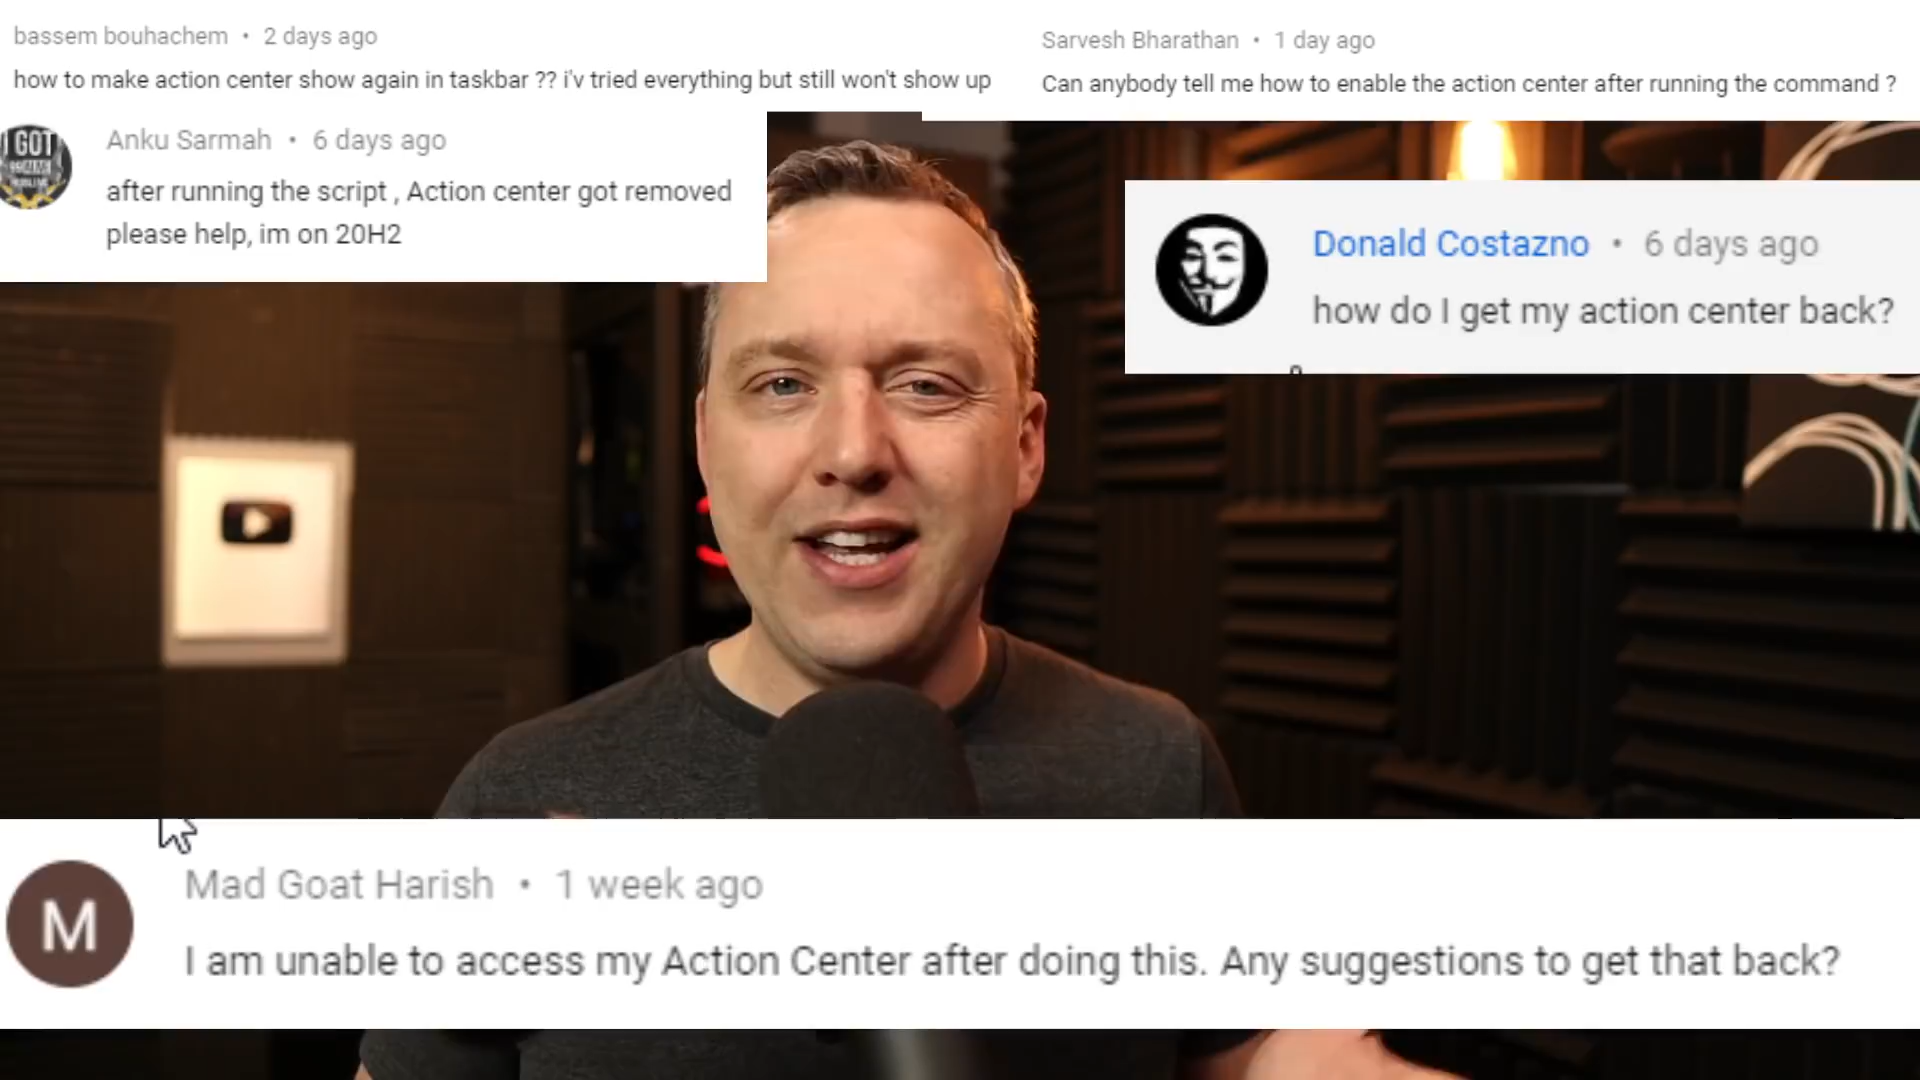 bassem bouhachem • 2 days ago
how to make action center show again in taskbar ?? i'v tried everything but still won't show up
Sarvesh Bharathan • 1 day ago
Can anybody tell me how to enable the action center after running the command ?
I GOT
Anku Sarmah • 6 days ago
after running the script , Action center got removed
please help, im on 20H2
Donald Costazno • 6 days ago
how do I get my action center back?
M
Mad Goat Harish • 1 week ago
I am unable to access my Action Center after doing this. Any suggestions to get that back?